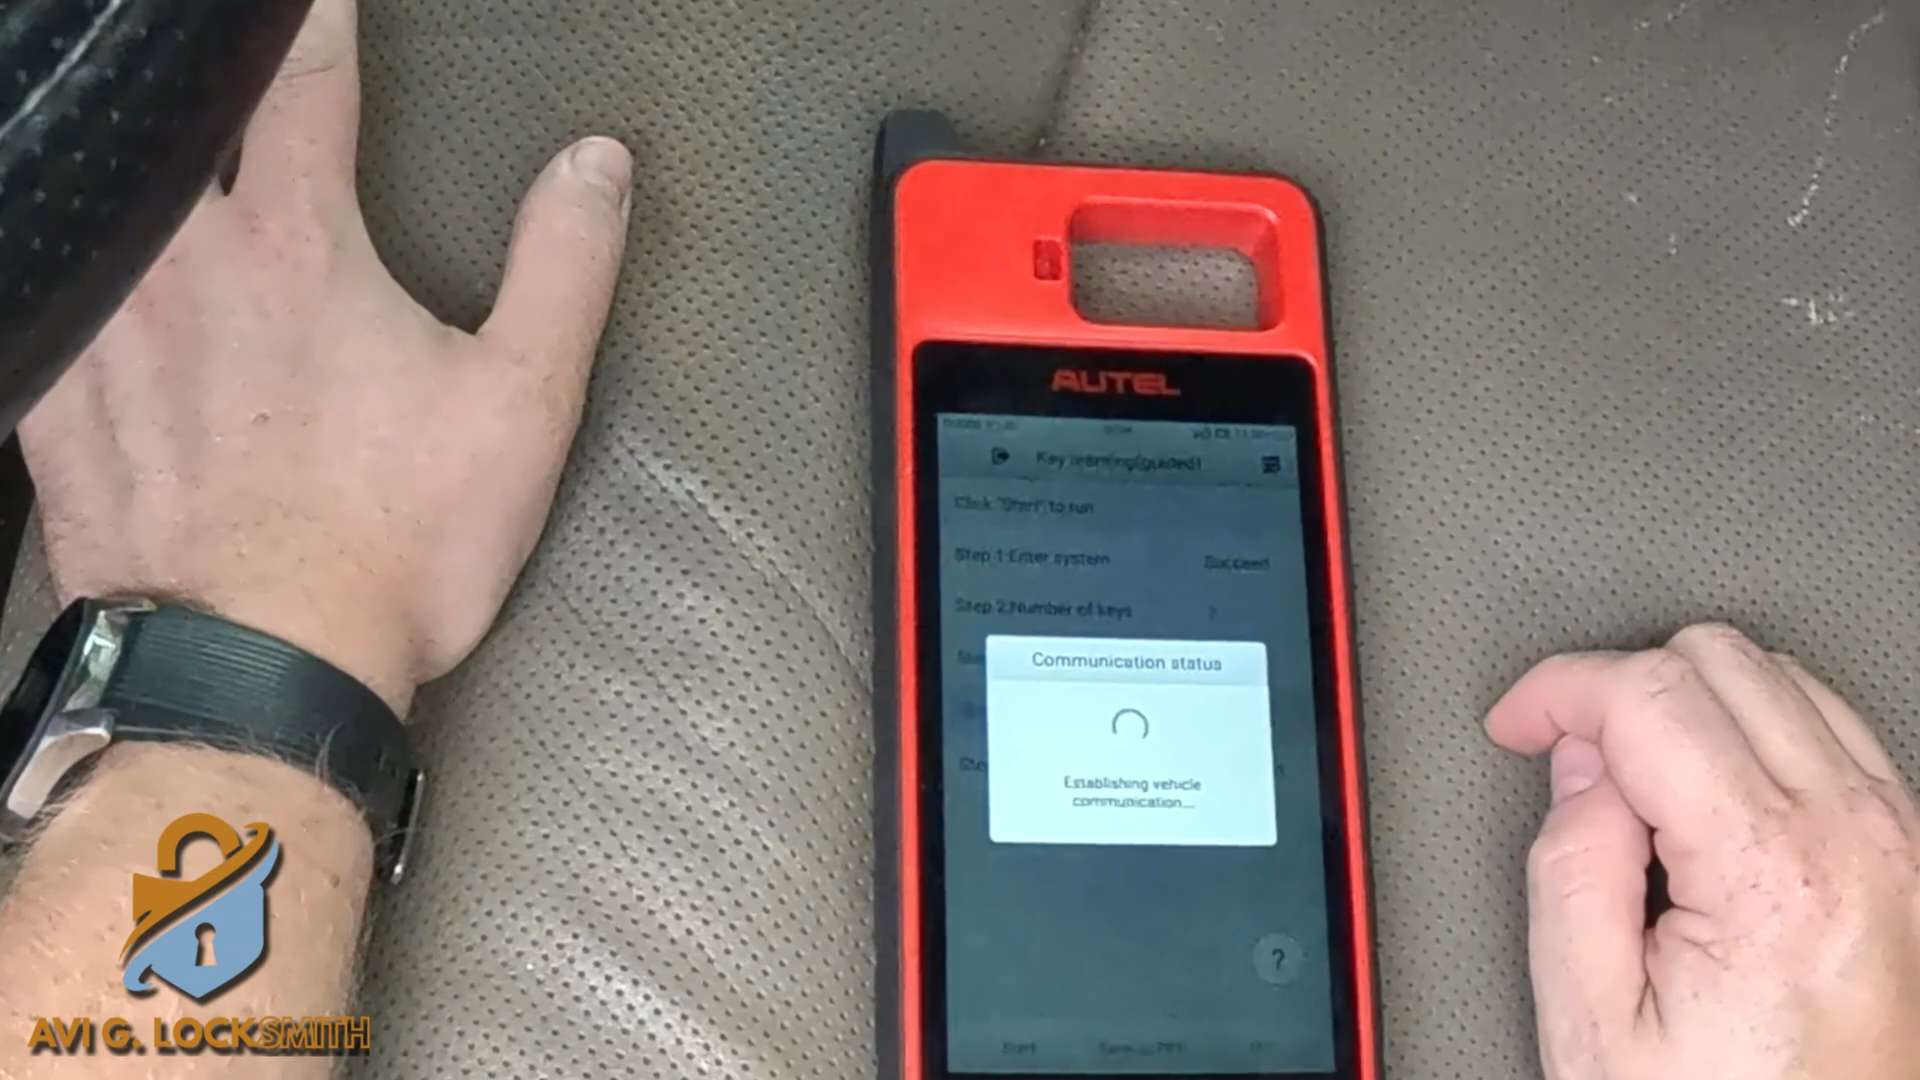 AUTEL
Key learning(guided)
Click "Start" to run
Step 1:Enter system Succeed
Step 2:Number of keys
Communication status
Establishing vehicle
communication...
?
Start
AVI G. LOCKSMITH